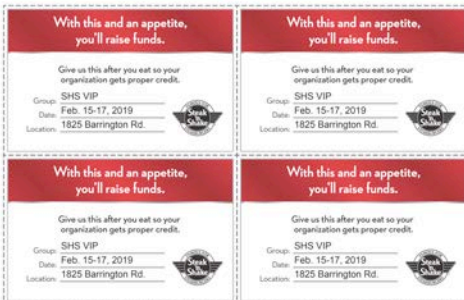 With this and an appetite,
you'll raise funds.
Give us this after you eat so your
organization gets proper credit.
Group: SHS VIP
Date: Feb. 15-17, 2019
Location: 1825 Barrington Rd.
Steak
Shake
With this and an appetite,
you'll raise funds.
Give us this after you eat so your
organization gets proper credit.
Group: SHS VIP
Date: Feb. 15-17, 2019
Location: 1825 Barrington Rd.
Steak
Shake
With this and an appetite,
you'll raise funds.
Give us this after you eat so your
organization gets proper credit.
Group: SHS VIP
Date: Feb. 15-17, 2019
Location: 1825 Barrington Rd.
Steak
Shake
With this and an appetite,
you'll raise funds.
Give us this after you eat so your
organization gets proper credit.
Group: SHS VIP
Date: Feb. 15-17, 2019
Location: 1825 Barrington Rd.
Steak
Shake